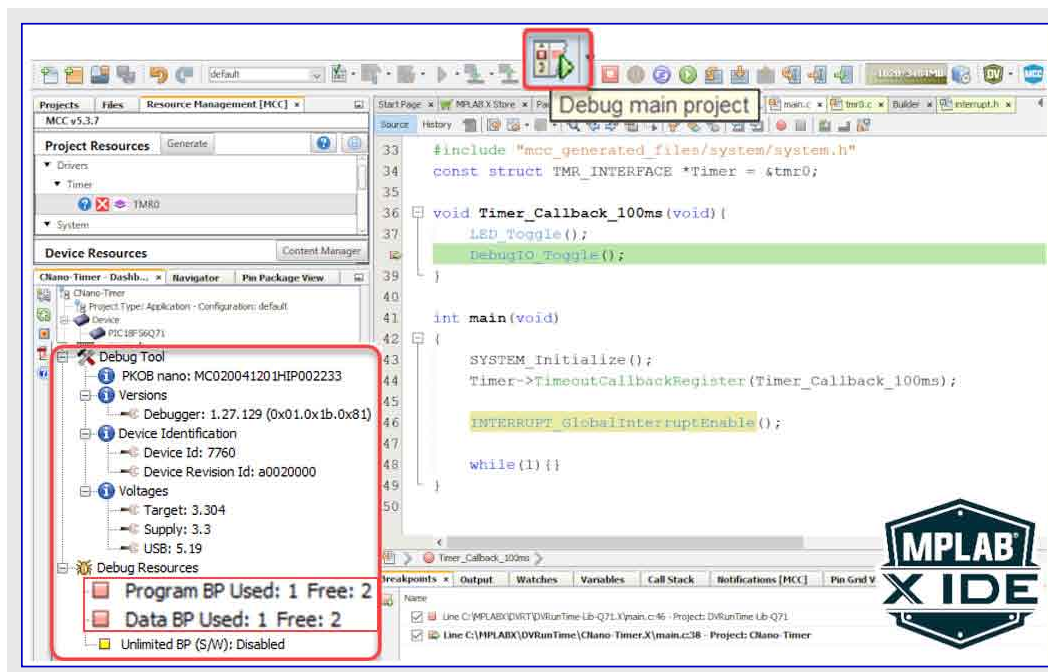 default
Debug main project
Projects
Files
Resource Management [MCC] ×
MCC v5.3.7
Project Resources
Generate
Drivers
Timer
TMR0
System
Device Resources
Content Manager
CNano-Timer - Dashb... ×
Navigator
Pin Package View
CNano-Timer
Project Type: Application - Configuration: default
Device
PIC18F56Q71
Debug Tool
PKOB nano: MC020041201HIP002233
Versions
Debugger: 1.27.129 (0x01.0x1b.0x81)
Device Identification
Device Id: 7760
Device Revision Id: a0020000
Voltages
Target: 3.304
Supply: 3.3
USB: 5.19
Debug Resources
Program BP Used: 1 Free: 2
Data BP Used: 1 Free: 2
Unlimited BP (S/W): Disabled
Start Page × MPLAB X Store × main.c × tmr0.c × Builder × interrupt.h ×
Source History
33 #include "mcc_generated_files/system/system.h"
34 const struct TMR_INTERFACE *Timer = &tmr0;
35
36 void Timer_Callback_100ms(void){
37 LED_Toggle();
DebugIO_Toggle();
39 }
40
41 int main(void)
42 {
43 SYSTEM_Initialize();
44 Timer->TimeoutCallbackRegister(Timer_Callback_100ms);
45
46 INTERRUPT_GlobalInterruptEnable();
47
48 while(1){}
49 }
50
Timer_Callback_100ms
Breakpoints × Output Watches Variables Call Stack Notifications [MCC] Pin Grid V
Name
Line C:\MPLABX\DVRT\DVRunTime-Lib-Q71.X\main.c:46 - Project: DVRunTime-Lib-Q71
Line C:\MPLABX\DVRunTime\CNano-Timer.X\main.c:38 - Project: CNano-Timer
MPLAB
X IDE